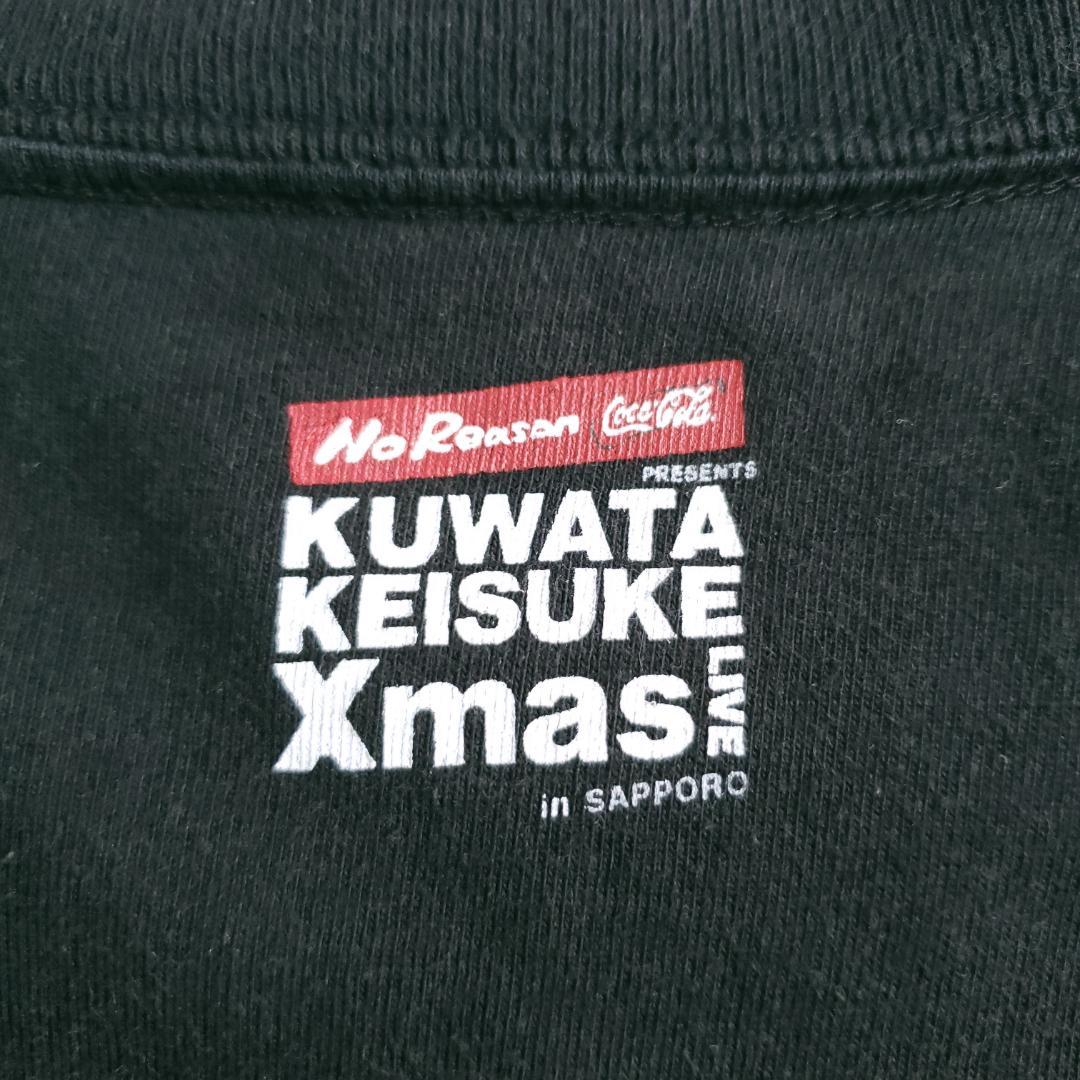 No Reason Coca-Cola
PRESENTS
KUWATA
KEISUKE
Xmas LIVE
in SAPPORO